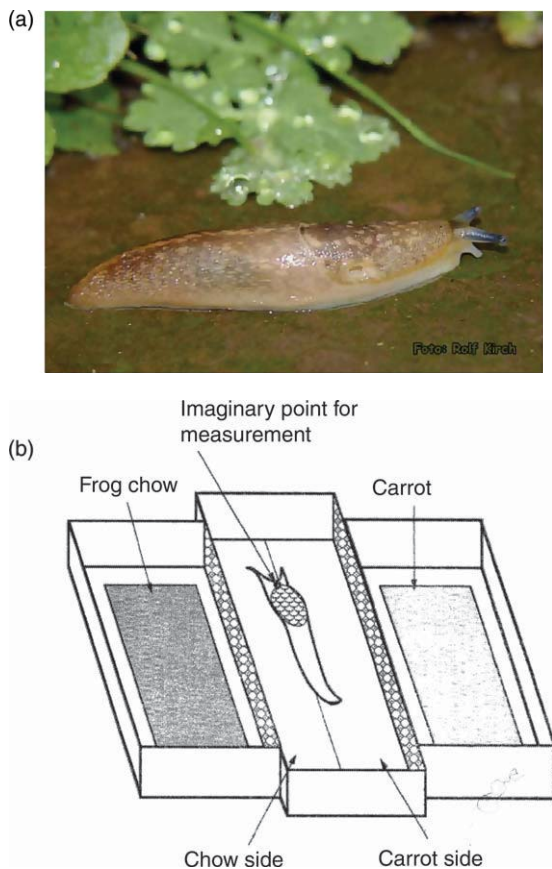 (a)
Foto: Rolf Kirch
(b)
Imaginary point for
measurement
Frog chow
Carrot
Chow side
Carrot side